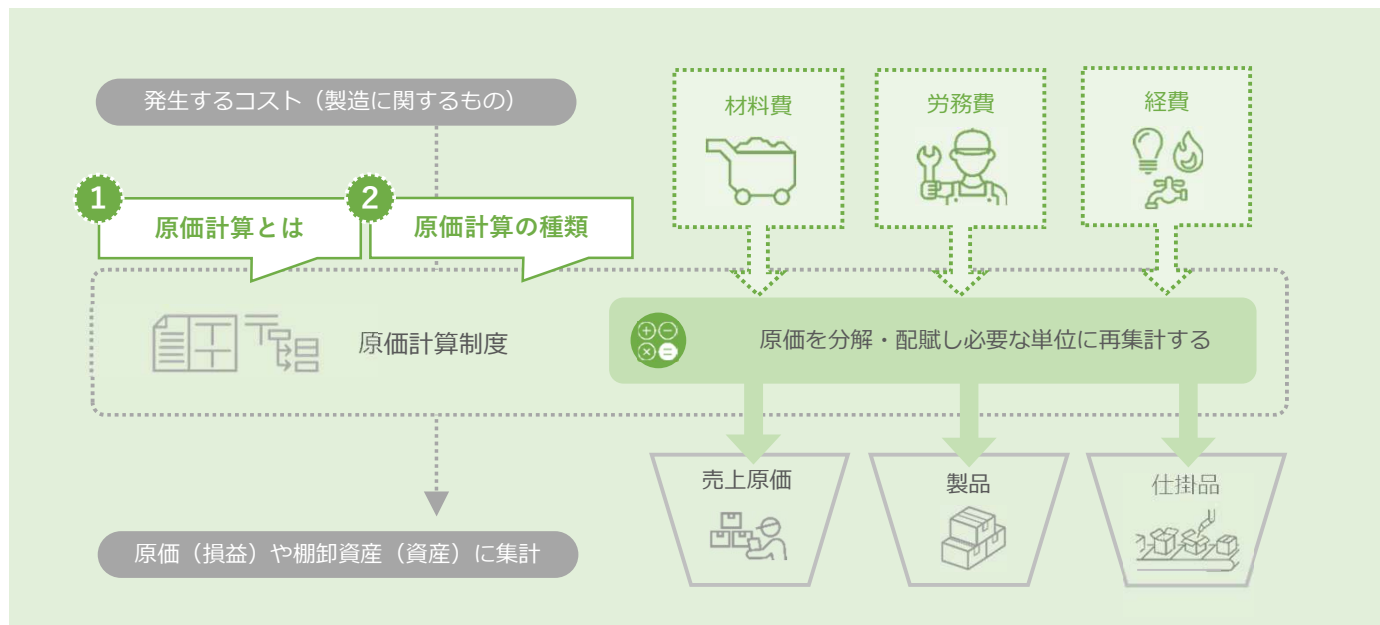 発生するコスト（製造に関するもの）
材料費
労務費
経費
1
原価計算とは
2
原価計算の種類
原価計算制度
原価を分解・配賦し必要な単位に再集計する
売上原価
製品
仕掛品
原価（損益）や棚卸資産（資産）に集計